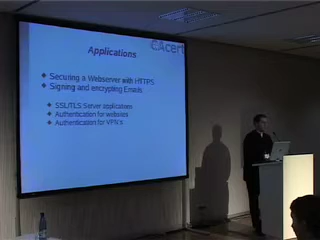 CAcert
Applications
Securing a Webserver with HTTPS
Signing and encrypting Emails
SSL/TLS Server applications
Authentication for websites
Authentication for VPN's